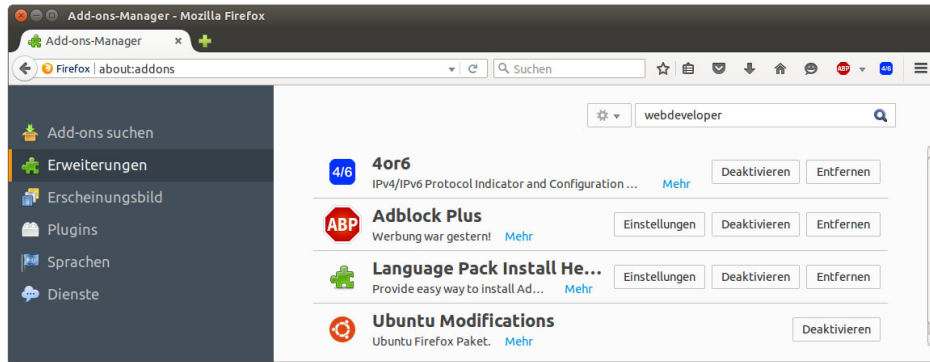 Add-ons-Manager - Mozilla Firefox
Add-ons-Manager ×
Firefox about:addons Suchen ABP 4/6
webdeveloper
Add-ons suchen
Erweiterungen
Erscheinungsbild
Plugins
Sprachen
Dienste
4/6 4or6
IPv4/IPv6 Protocol Indicator and Configuration ... Mehr Deaktivieren Entfernen
ABP Adblock Plus
Werbung war gestern! Mehr Einstellungen Deaktivieren Entfernen
Language Pack Install He...
Provide easy way to install Ad... Mehr Einstellungen Deaktivieren Entfernen
Ubuntu Modifications
Ubuntu Firefox Paket. Mehr Deaktivieren